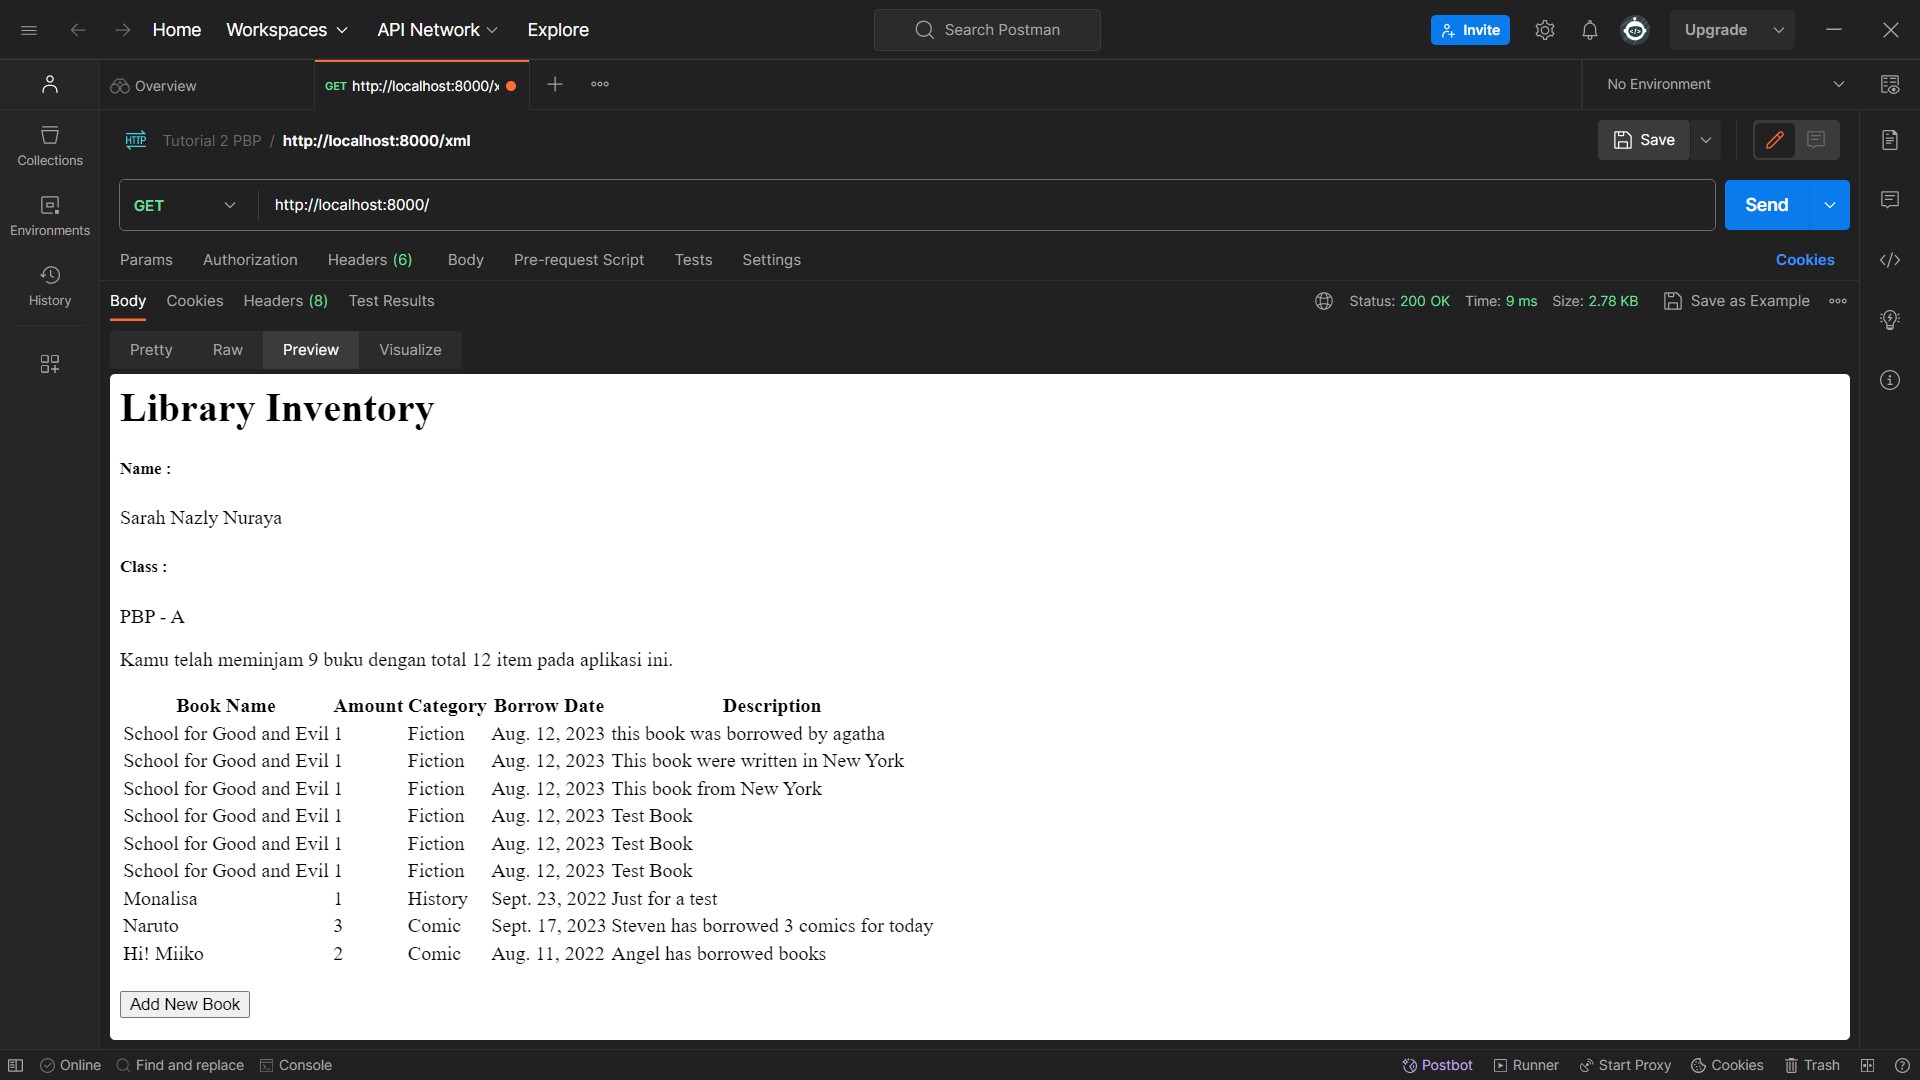 Home Workspaces API Network Explore Search Postman Invite Upgrade
Overview GET http://localhost:8000/x No Environment
HTTP Tutorial 2 PBP / http://localhost:8000/xml Save
Collections
Environments
History
GET http://localhost:8000/ Send
Params Authorization Headers (6) Body Pre-request Script Tests Settings Cookies
Body Cookies Headers (8) Test Results Status: 200 OK Time: 9 ms Size: 2.78 KB Save as Example
Pretty Raw Preview Visualize
Library Inventory
Name :
Sarah Nazly Nuraya
Class :
PBP - A
Kamu telah meminjam 9 buku dengan total 12 item pada aplikasi ini.
Book Name Amount Category Borrow Date Description
School for Good and Evil 1 Fiction Aug. 12, 2023 this book was borrowed by agatha
School for Good and Evil 1 Fiction Aug. 12, 2023 This book were written in New York
School for Good and Evil 1 Fiction Aug. 12, 2023 This book from New York
School for Good and Evil 1 Fiction Aug. 12, 2023 Test Book
School for Good and Evil 1 Fiction Aug. 12, 2023 Test Book
School for Good and Evil 1 Fiction Aug. 12, 2023 Test Book
Monalisa 1 History Sept. 23, 2022 Just for a test
Naruto 3 Comic Sept. 17, 2023 Steven has borrowed 3 comics for today
Hi! Miiko 2 Comic Aug. 11, 2022 Angel has borrowed books
Add New Book
Online Find and replace Console Postbot Runner Start Proxy Cookies Trash